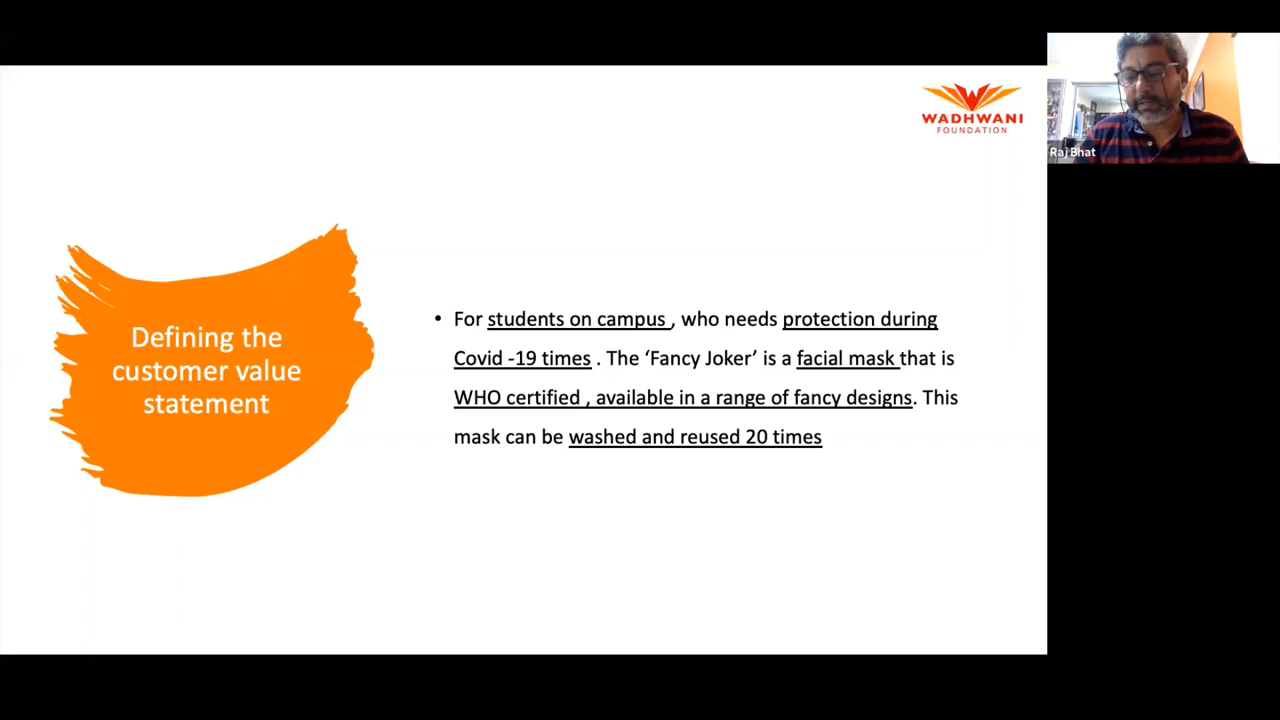 WADHWANI
FOUNDATION
Raj Bhat
Defining the
customer value
statement
• For students on campus , who needs protection during
Covid -19 times . The ‘Fancy Joker’ is a facial mask that is
WHO certified , available in a range of fancy designs. This
mask can be washed and reused 20 times